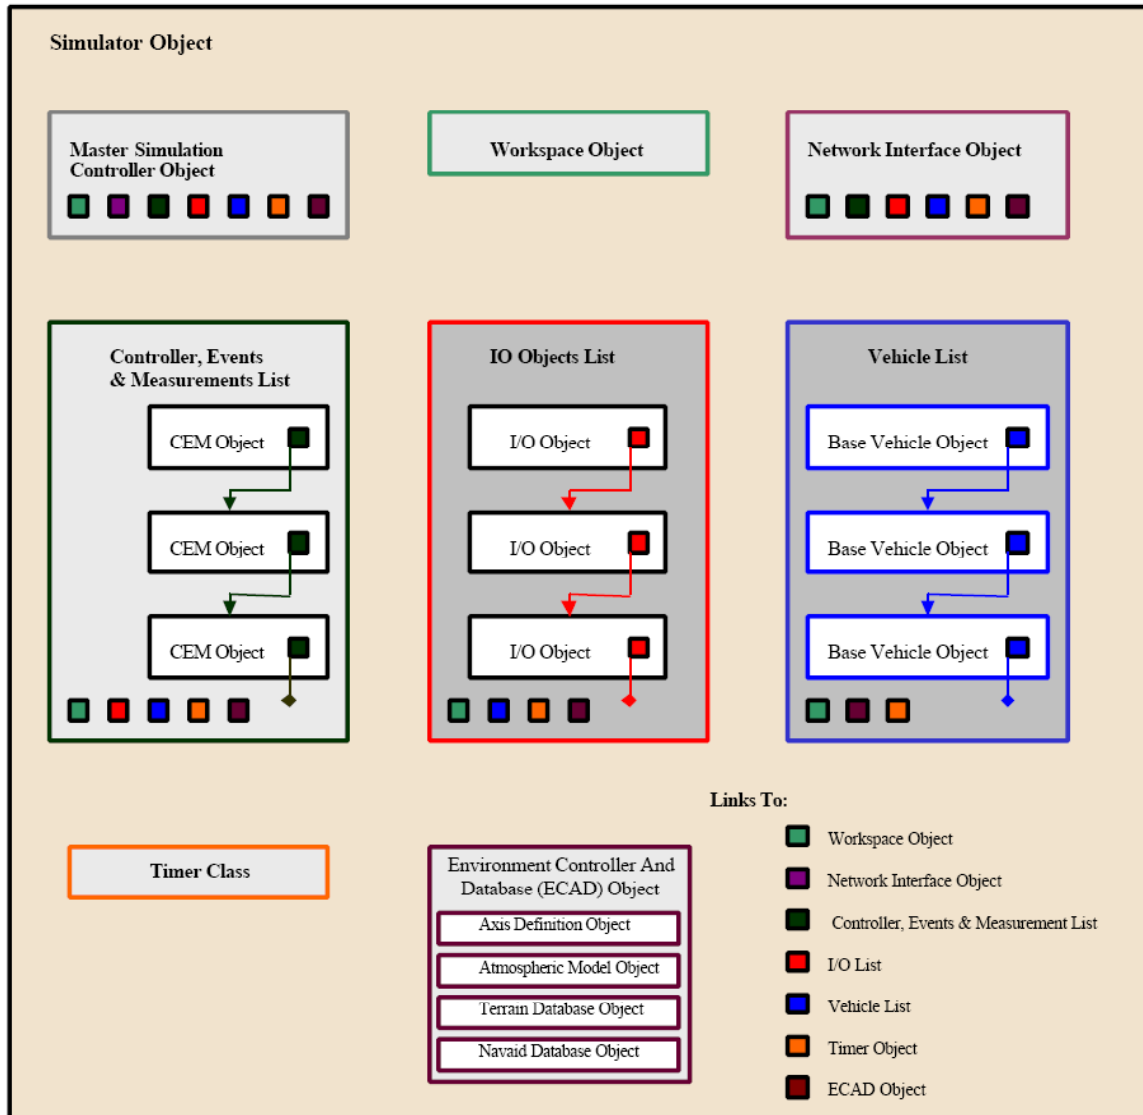 Simulator Object
Master Simulation
Controller Object
Workspace Object
Network Interface Object
Controller, Events
& Measurements List
CEM Object
CEM Object
CEM Object
IO Objects List
I/O Object
I/O Object
I/O Object
Vehicle List
Base Vehicle Object
Base Vehicle Object
Base Vehicle Object
Timer Class
Environment Controller And
Database (ECAD) Object
Axis Definition Object
Atmospheric Model Object
Terrain Database Object
Navaid Database Object
Links To:
Workspace Object
Network Interface Object
Controller, Events & Measurement List
I/O List
Vehicle List
Timer Object
ECAD Object